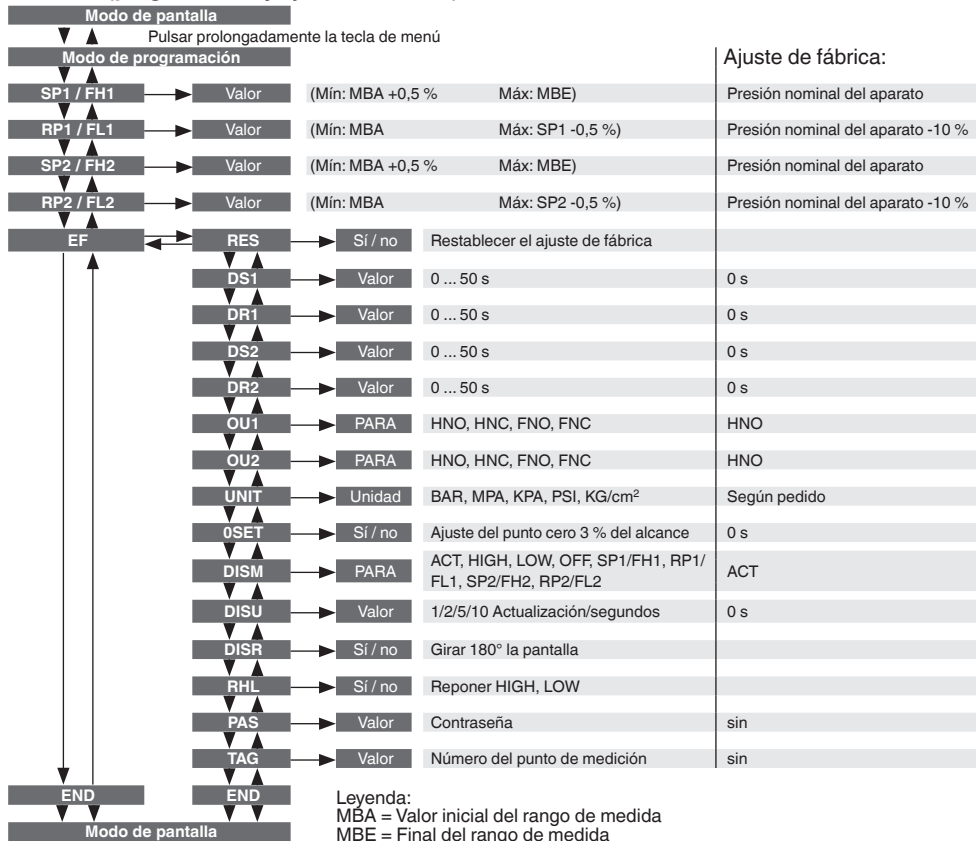 Modo de pantalla
Pulsar prolongadamente la tecla de menú
Modo de programación
Ajuste de fábrica:
SP1 / FH1 Valor (Mín: MBA +0,5 % Máx: MBE) Presión nominal del aparato
RP1 / FL1 Valor (Mín: MBA Máx: SP1 -0,5 %) Presión nominal del aparato -10 %
SP2 / FH2 Valor (Mín: MBA +0,5 % Máx: MBE) Presión nominal del aparato
RP2 / FL2 Valor (Mín: MBA Máx: SP2 -0,5 %) Presión nominal del aparato -10 %
EF RES Sí / no Restablecer el ajuste de fábrica
DS1 Valor 0 ... 50 s 0 s
DR1 Valor 0 ... 50 s 0 s
DS2 Valor 0 ... 50 s 0 s
DR2 Valor 0 ... 50 s 0 s
OU1 PARA HNO, HNC, FNO, FNC HNO
OU2 PARA HNO, HNC, FNO, FNC HNO
UNIT Unidad BAR, MPA, KPA, PSI, KG/cm² Según pedido
0SET Sí / no Ajuste del punto cero 3 % del alcance 0 s
DISM PARA ACT, HIGH, LOW, OFF, SP1/FH1, RP1/
FL1, SP2/FH2, RP2/FL2 ACT
DISU Valor 1/2/5/10 Actualización/segundos 0 s
DISR Sí / no Girar 180° la pantalla
RHL Sí / no Reponer HIGH, LOW
PAS Valor Contraseña sin
TAG Valor Número del punto de medición sin
END END
Leyenda:
MBA = Valor inicial del rango de medida
Modo de pantalla
MBE = Final del rango de medida